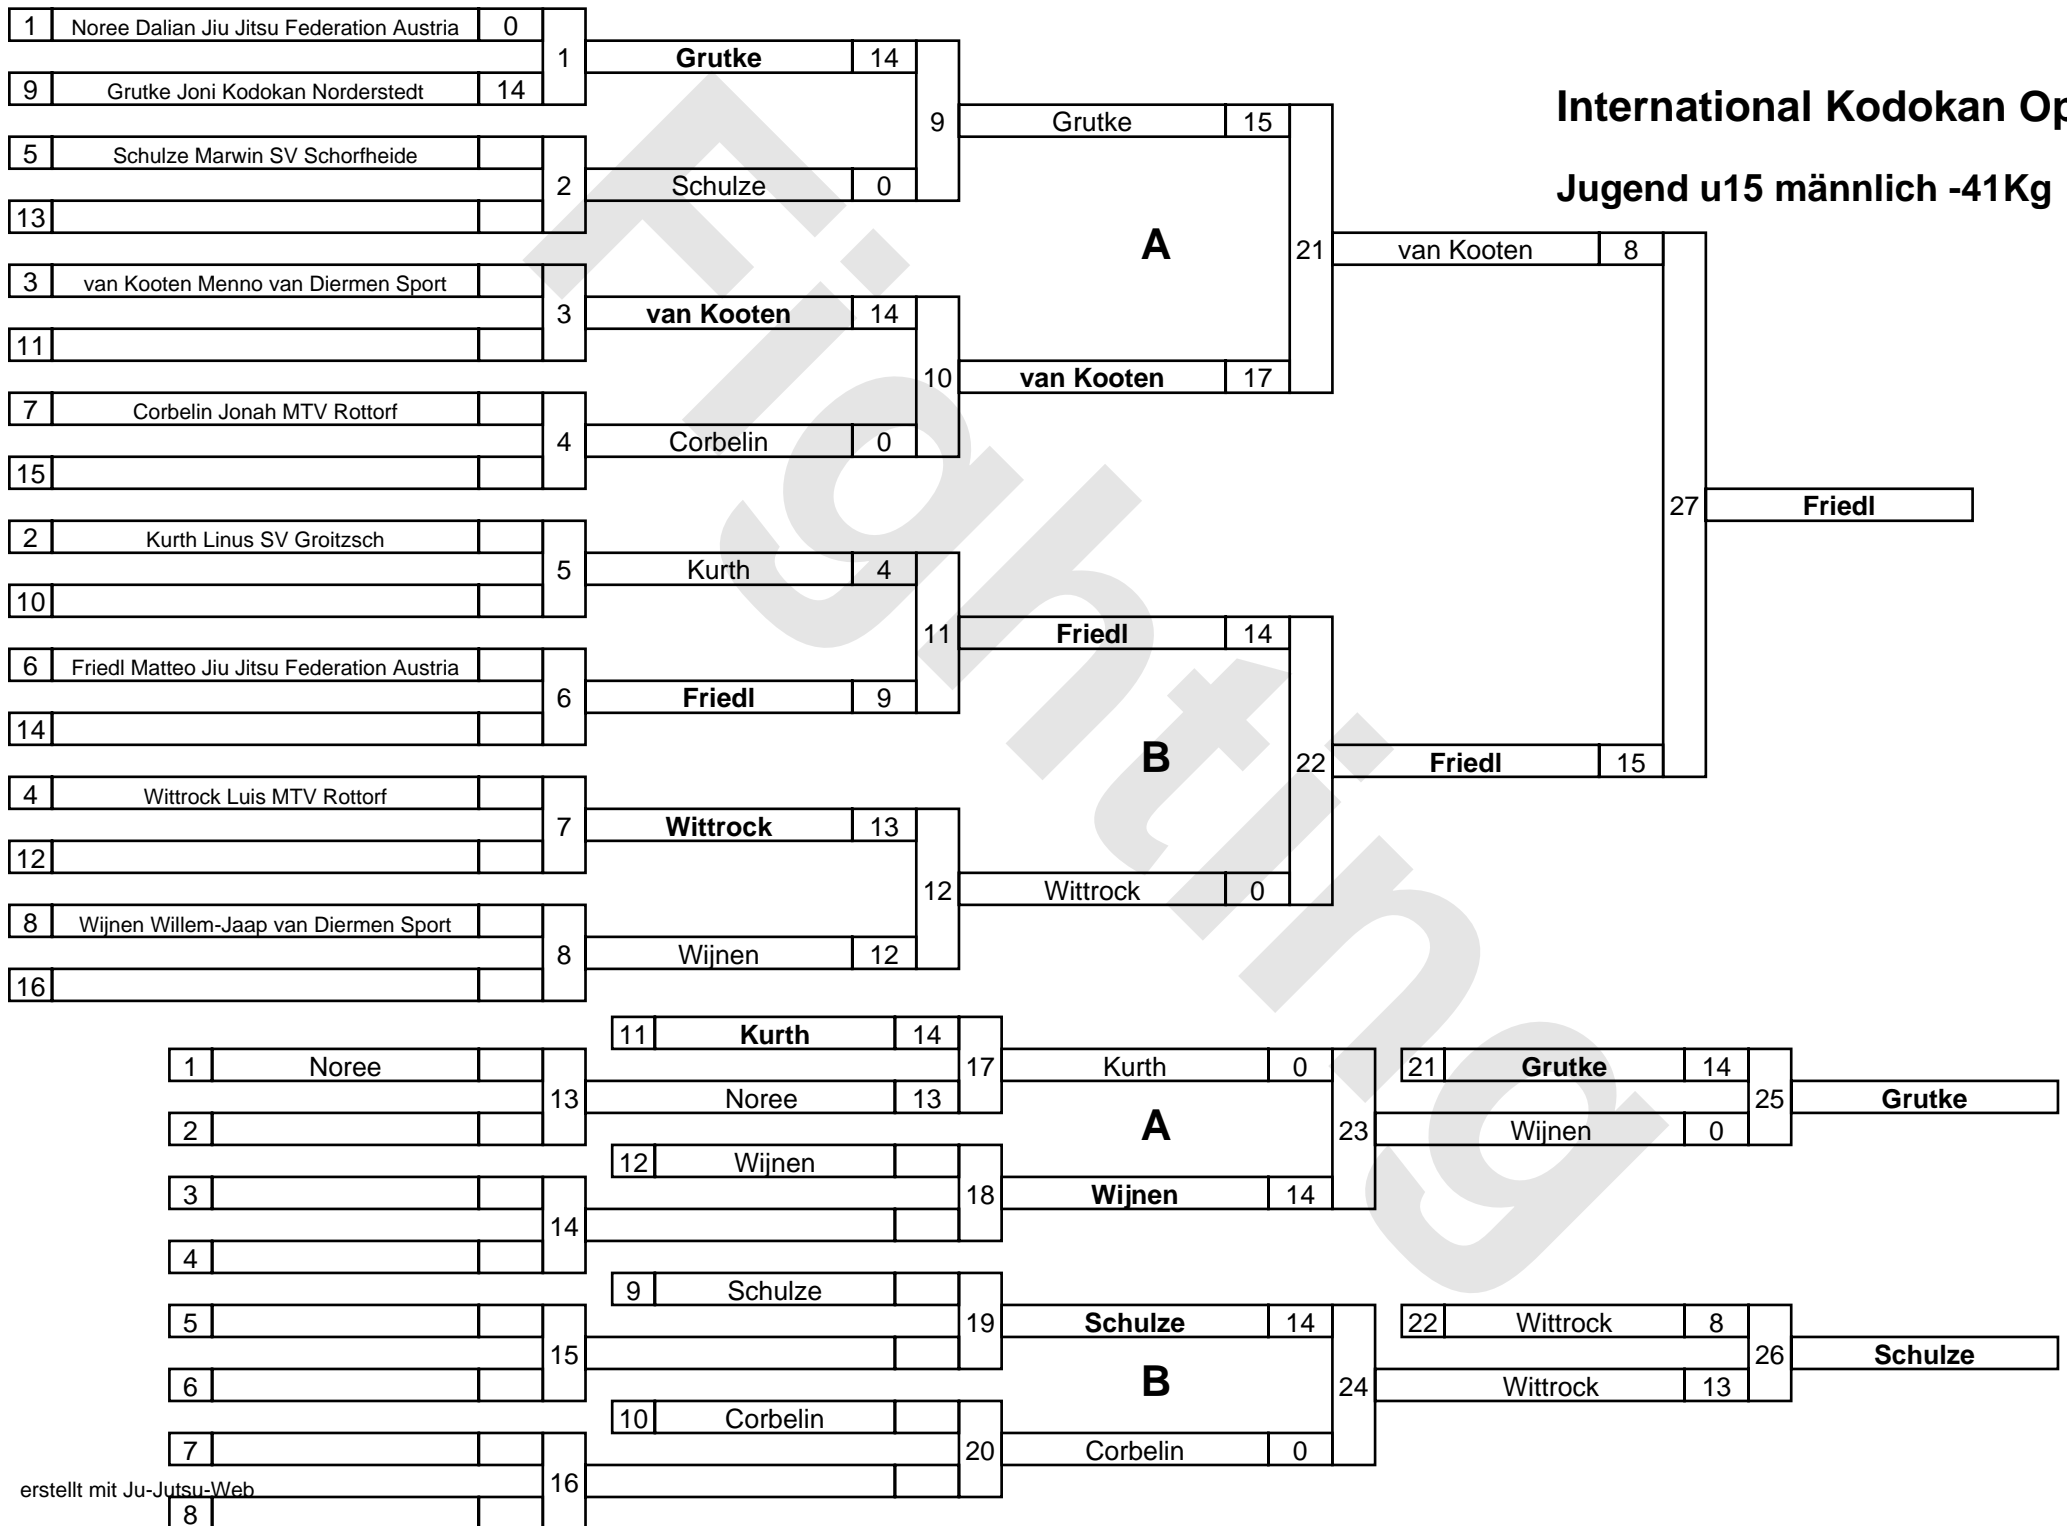 International Kodokan Op
Jugend u15 männlich -41Kg
Fighting
1 Noree Dalian Jiu Jitsu Federation Austria 0
1
9 Grutke Joni Kodokan Norderstedt 14
5 Schulze Marwin SV Schorfheide
2
13
3 van Kooten Menno van Diermen Sport
3
11
7 Corbelin Jonah MTV Rottorf
4
15
2 Kurth Linus SV Groitzsch
5
10
6 Friedl Matteo Jiu Jitsu Federation Austria
6
14
4 Wittrock Luis MTV Rottorf
7
12
8 Wijnen Willem-Jaap van Diermen Sport
8
16
Grutke 14
9
Schulze 0
van Kooten 14
10
Corbelin 0
Kurth 4
11
Friedl 9
Wittrock 13
12
Wijnen 12
Grutke 15
A
21
van Kooten 17
Friedl 14
B
22
Wittrock 0
van Kooten 8
27
Friedl 15
Friedl
1 Noree
13
2
3
14
4
5
15
6
7
16
8
11 Kurth 14
17
Noree 13
12 Wijnen
18
9 Schulze
19
10 Corbelin
20
Kurth 0
A
23
Wijnen 14
Schulze 14
B
24
Corbelin 0
21 Grutke 14
25
Wijnen 0
Grutke
22 Wittrock 8
26
Wittrock 13
Schulze
erstellt mit Ju-Jutsu-Web